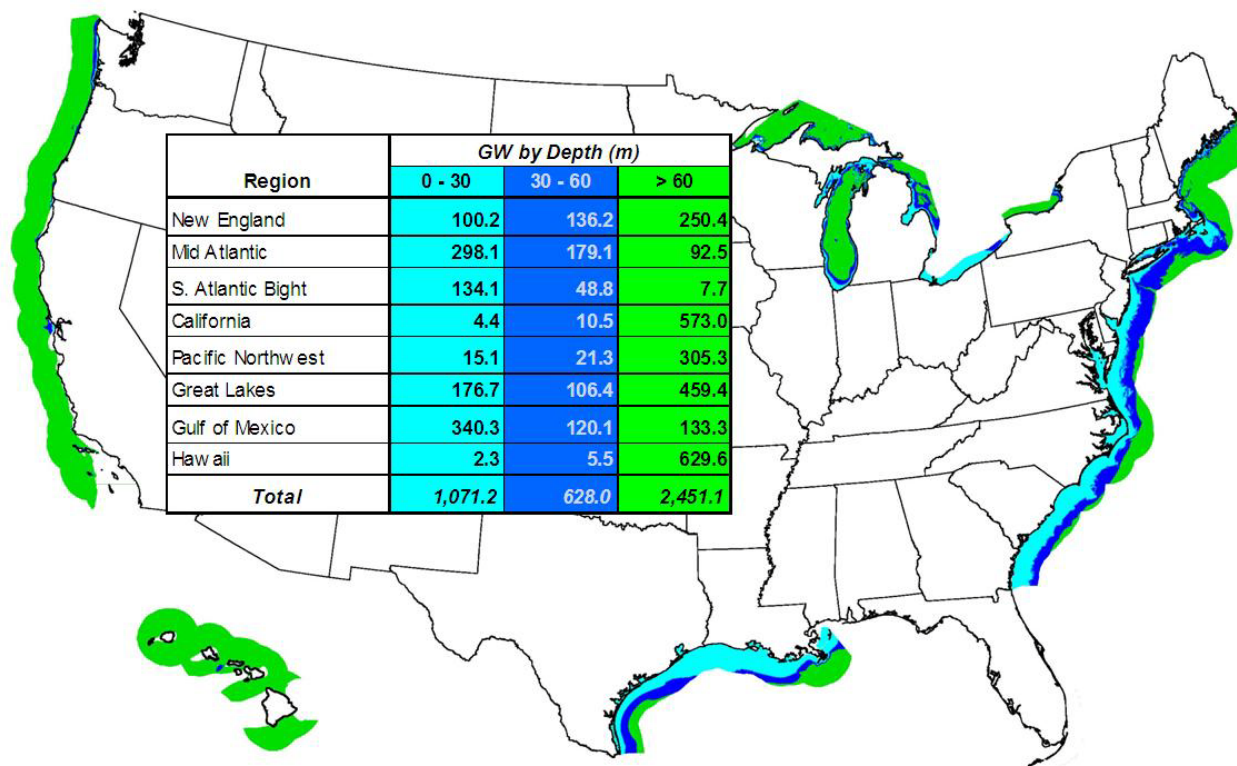 GW by Depth (m)
Region 0 - 30 30 - 60 > 60
New England 100.2 136.2 250.4
Mid Atlantic 298.1 179.1 92.5
S. Atlantic Bight 134.1 48.8 7.7
California 4.4 10.5 573.0
Pacific Northwest 15.1 21.3 305.3
Great Lakes 176.7 106.4 459.4
Gulf of Mexico 340.3 120.1 133.3
Hawaii 2.3 5.5 629.6
Total 1,071.2 628.0 2,451.1